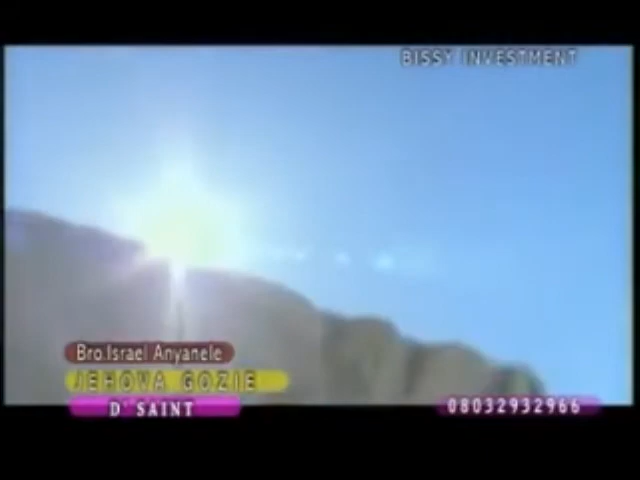 BISSY INVESTMENT
Bro.Israel Anyanele
JEHOVA GOZIE
D' SAINT
08032932966